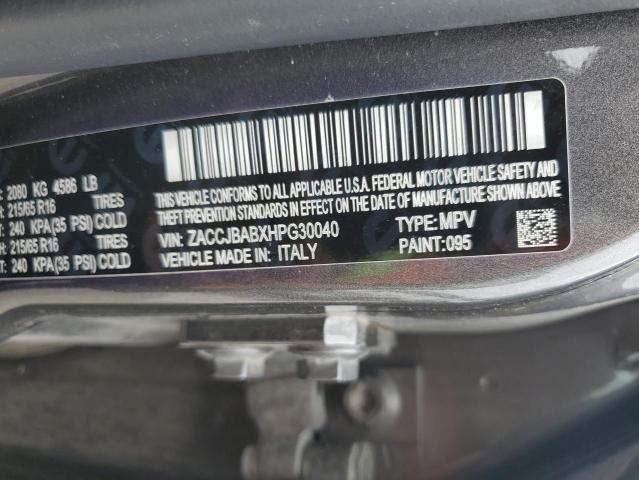 : 2080 KG 4586 LB
: 215/65 R16 TIRES
T: 240 KPA(35 PSI) COLD
H: 215/65 R16 TIRES
T: 240 KPA(35 PSI) COLD
THIS VEHICLE CONFORMS TO ALL APPLICABLE U.S.A. FEDERAL MOTOR VEHICLE SAFETY AND
STANDARDS IN EFFECT ON THE DATE OF MANUFACTURE SHOWN ABOVE.
VIN: ZACCJBABXHPG30040 TYPE: MPV
VEHICLE MADE IN: ITALY PAINT: 095